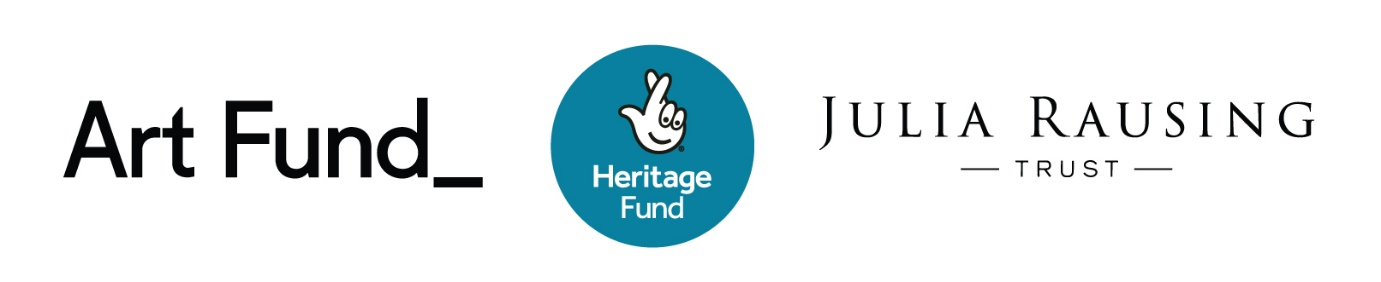 Art Fund_
Heritage
Fund
JULIA RAUSING
TRUST